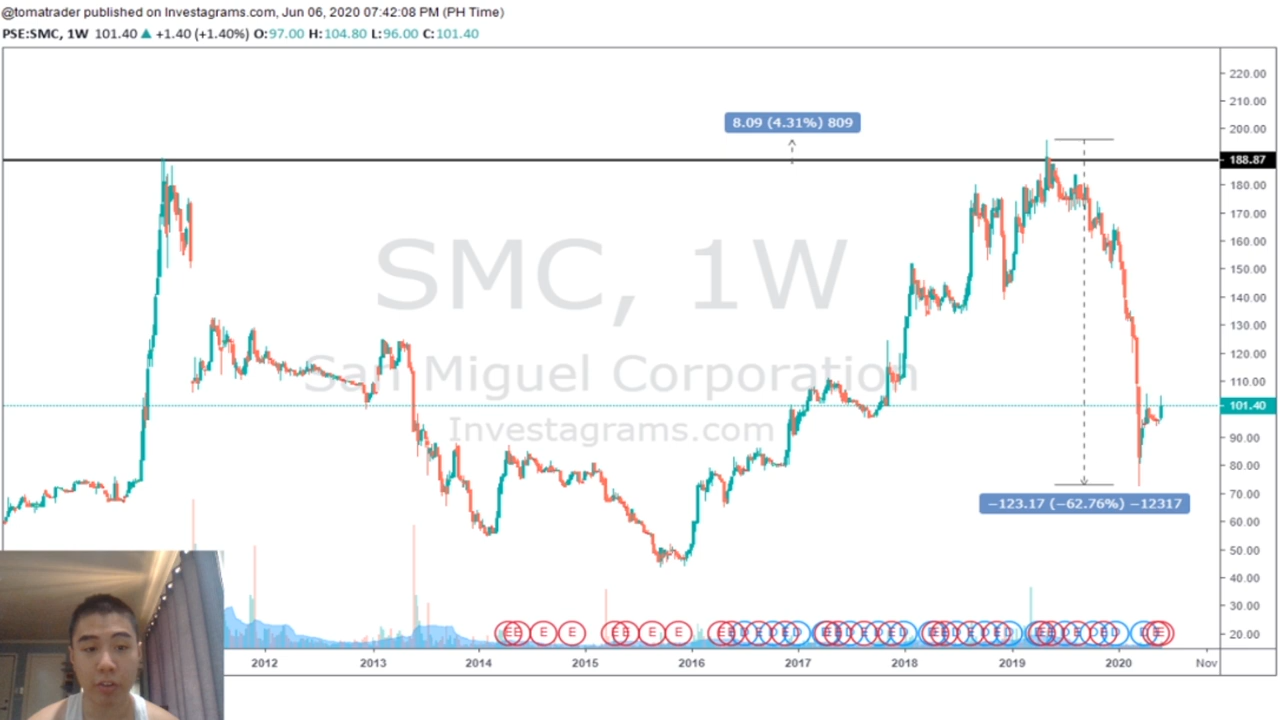 @tomatrader published on Investagrams.com, Jun 06, 2020 07:42:08 PM (PH Time)
PSE:SMC, 1W 101.40 ▲ +1.40 (+1.40%) O:97.00 H:104.80 L:96.00 C:101.40
220.00
210.00
8.09 (4.31%) 809
200.00
188.87
180.00
170.00
160.00
SMC, 1W
150.00
140.00
130.00
120.00
San Miguel Corporation
110.00
101.40
Investagrams.com
90.00
80.00
70.00
−123.17 (−62.76%) −12317
60.00
50.00
40.00
30.00
20.00
E E E E E E E E E
2012 2013 2014 2015 2016 2017 2018 2019 2020 Nov